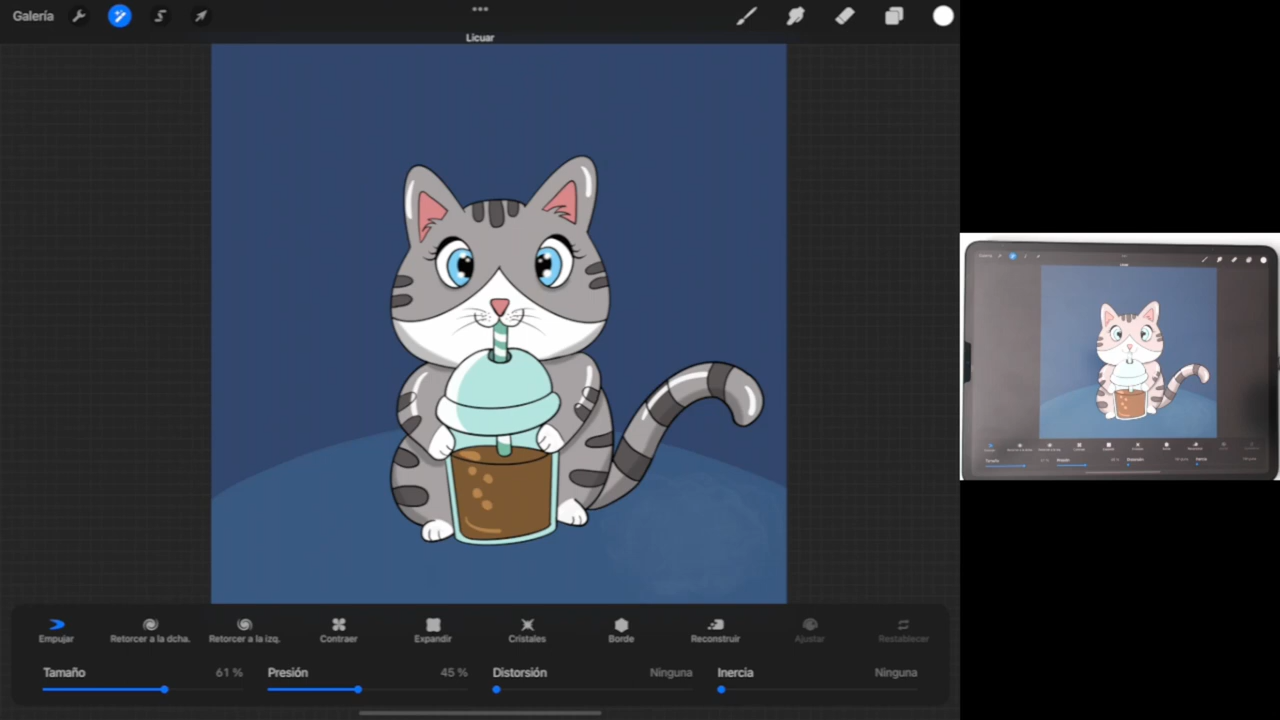 Galería
Licuar
Empujar
Retorcer a la dcha.
Retorcer a la izq.
Contraer
Expandir
Cristales
Borde
Reconstruir
Ajustar
Restablecer
Tamaño 61 %
Presión 45 %
Distorsión Ninguna
Inercia Ninguna